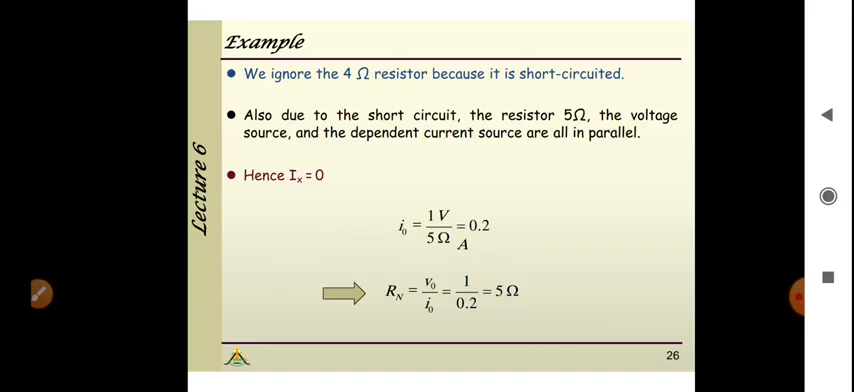 Example
● We ignore the 4 Ω resistor because it is short-circuited.
● Also due to the short circuit, the resistor 5Ω, the voltage
source, and the dependent current source are all in parallel.
● Hence Iₓ = 0
i₀ = 1 V / 5 Ω = 0.2 A
R_N = v₀ / i₀ = 1 / 0.2 = 5 Ω
Lecture 6
26